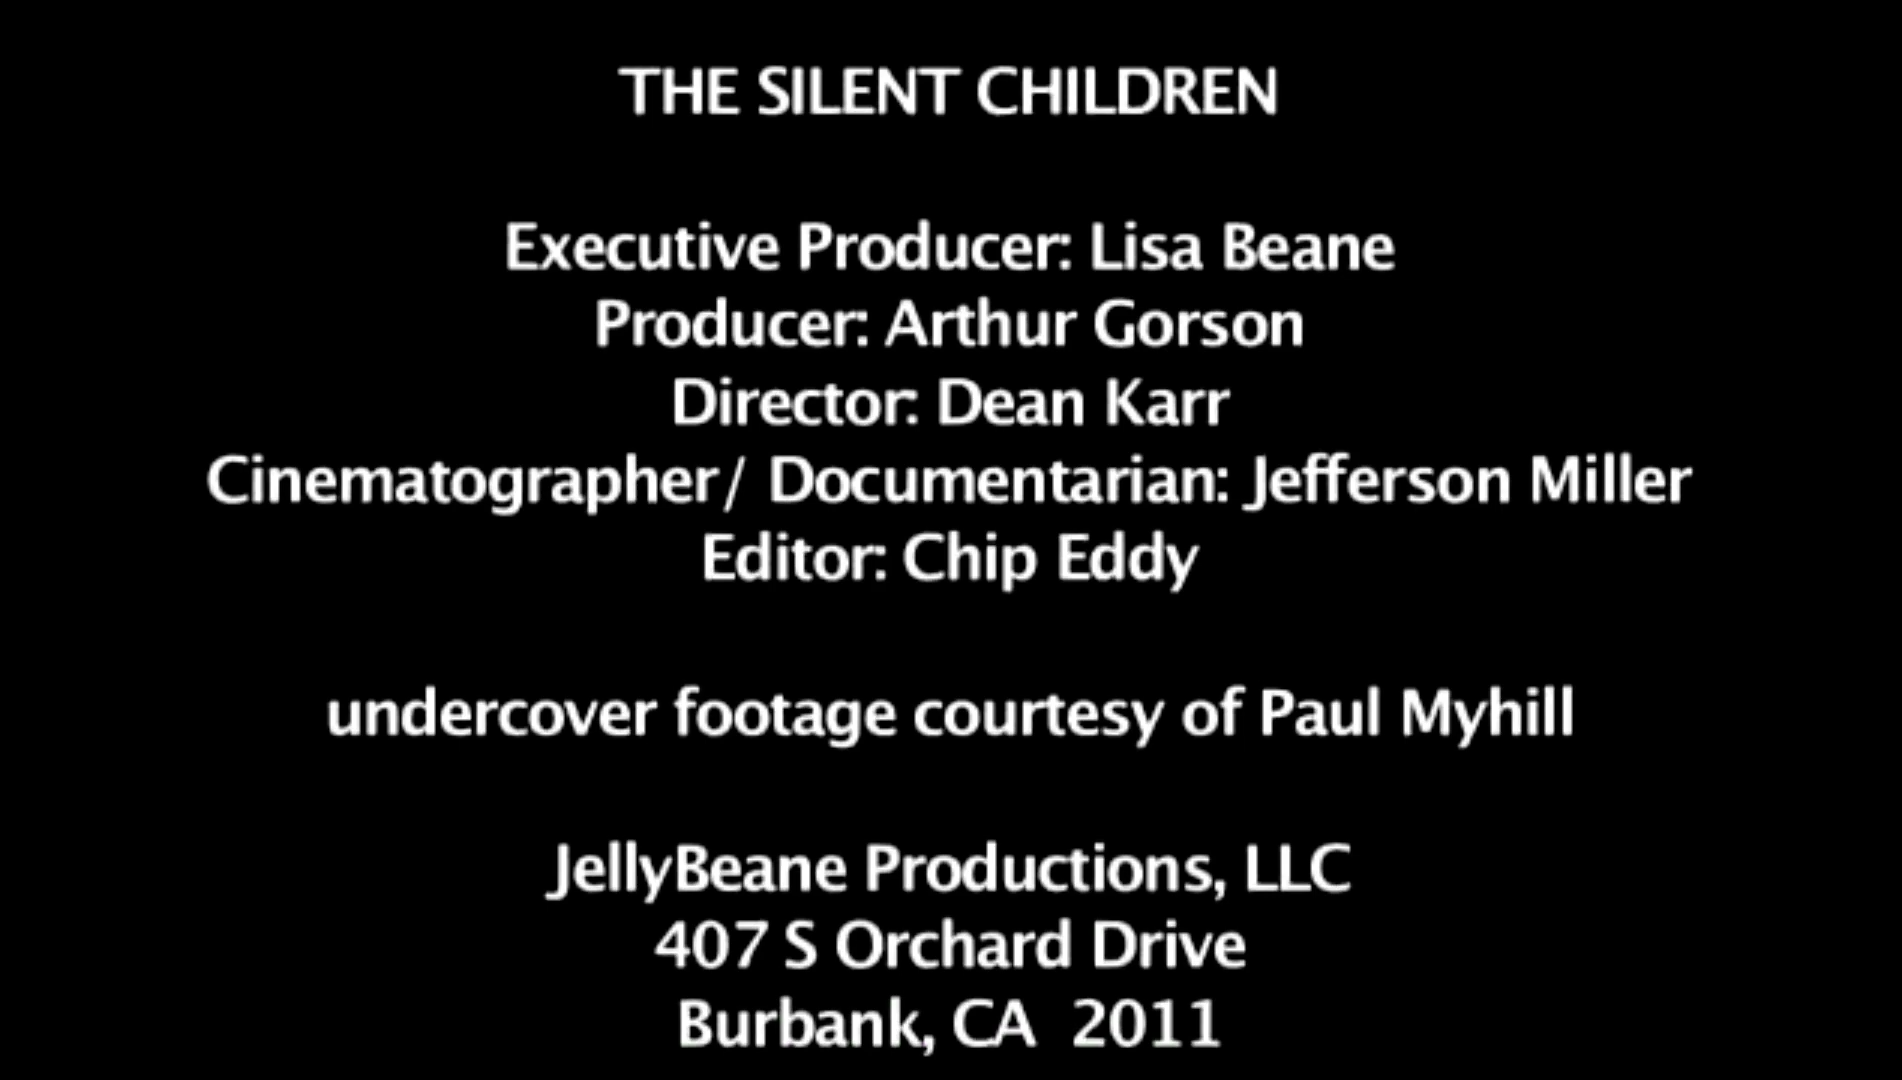 THE SILENT CHILDREN
Executive Producer: Lisa Beane
Producer: Arthur Gorson
Director: Dean Karr
Cinematographer/ Documentarian: Jefferson Miller
Editor: Chip Eddy
undercover footage courtesy of Paul Myhill
JellyBeane Productions, LLC
407 S Orchard Drive
Burbank, CA  2011